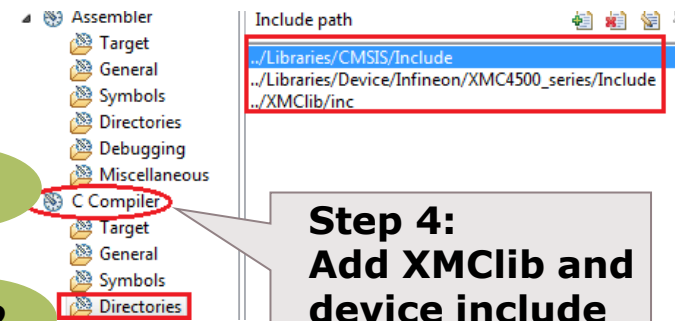 Assembler
Target
General
Symbols
Directories
Debugging
Miscellaneous
C Compiler
Target
General
Symbols
Directories
Include path
../Libraries/CMSIS/Include
../Libraries/Device/Infineon/XMC4500_series/Include
../XMClib/inc
Step 4:
Add XMClib and
device include